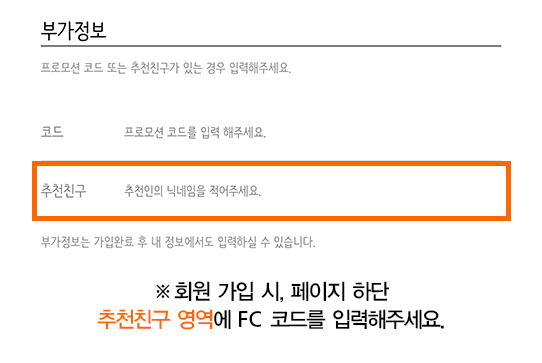 부가정보
프로모션 코드 또는 추천친구가 있는 경우 입력해주세요.
코드 프로모션 코드를 입력 해주세요.
추천친구 추천인의 닉네임을 적어주세요.
부가정보는 가입완료 후 내 정보에서도 입력하실 수 있습니다.
※ 회원 가입 시, 페이지 하단
추천친구 영역에 FC 코드를 입력해주세요.